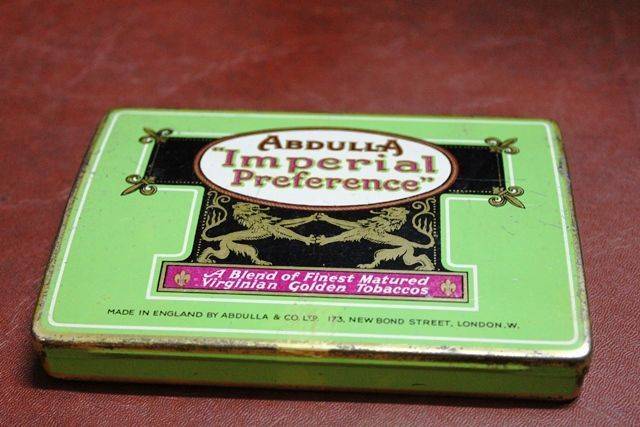 ABDULLA
"Imperial
Preference"
A Blend of Finest Matured
Virginian Golden Tobaccos
MADE IN ENGLAND BY ABDULLA & CO. LTD. 173, NEW BOND STREET, LONDON. W.